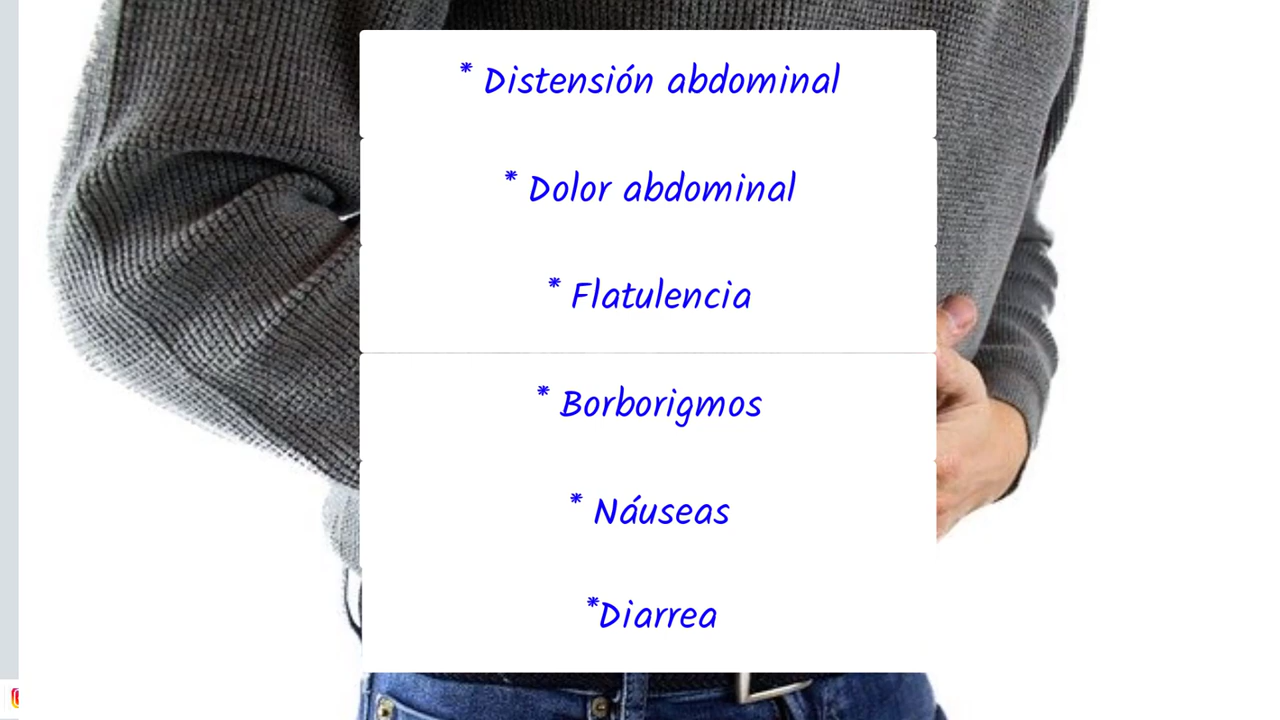 * Distensión abdominal
* Dolor abdominal
* Flatulencia
* Borborigmos
* Náuseas
*Diarrea